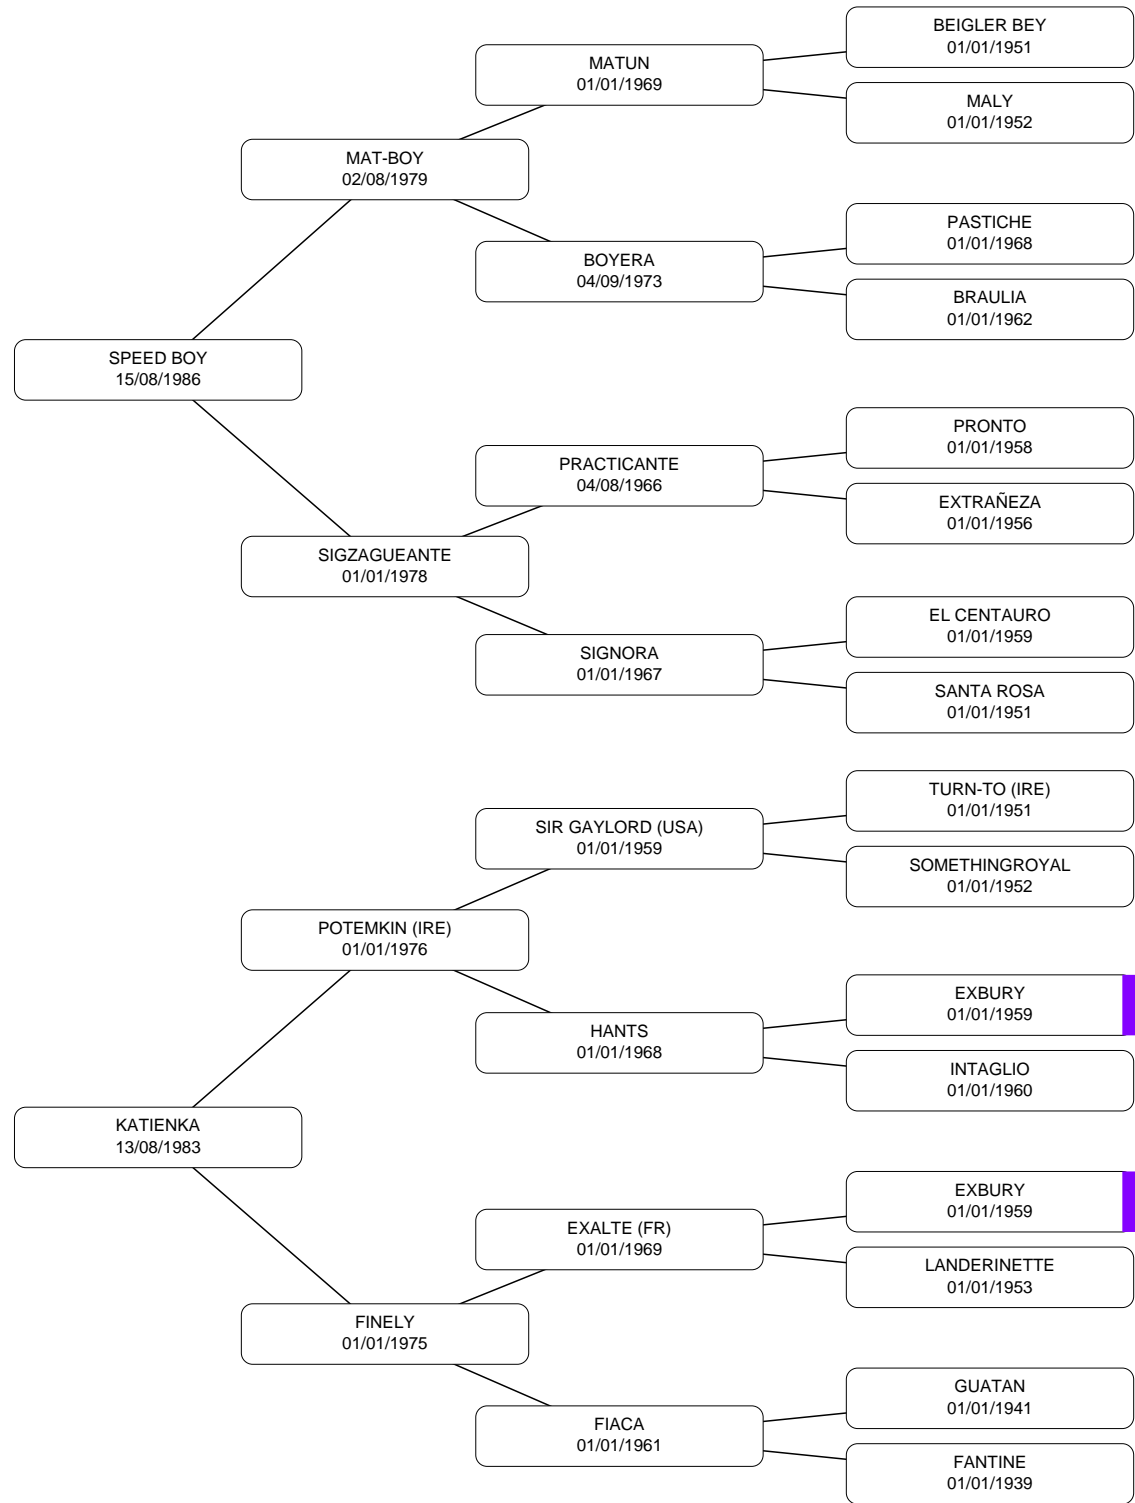 BEIGLER BEY
01/01/1951
MATUN
01/01/1969
MALY
01/01/1952
MAT-BOY
02/08/1979
PASTICHE
01/01/1968
BOYERA
04/09/1973
BRAULIA
01/01/1962
SPEED BOY
15/08/1986
PRONTO
01/01/1958
PRACTICANTE
04/08/1966
EXTRAÑEZA
01/01/1956
SIGZAGUEANTE
01/01/1978
EL CENTAURO
01/01/1959
SIGNORA
01/01/1967
SANTA ROSA
01/01/1951
TURN-TO (IRE)
01/01/1951
SIR GAYLORD (USA)
01/01/1959
SOMETHINGROYAL
01/01/1952
POTEMKIN (IRE)
01/01/1976
EXBURY
01/01/1959
HANTS
01/01/1968
INTAGLIO
01/01/1960
KATIENKA
13/08/1983
EXBURY
01/01/1959
EXALTE (FR)
01/01/1969
LANDERINETTE
01/01/1953
FINELY
01/01/1975
GUATAN
01/01/1941
FIACA
01/01/1961
FANTINE
01/01/1939